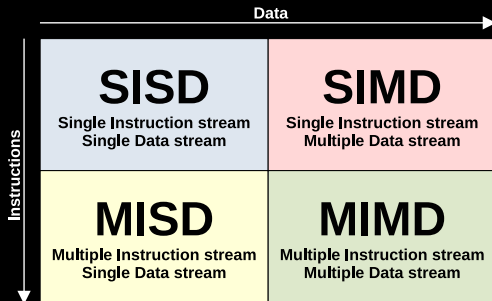 Data
Instructions
SISD
Single Instruction stream
Single Data stream
SIMD
Single Instruction stream
Multiple Data stream
MISD
Multiple Instruction stream
Single Data stream
MIMD
Multiple Instruction stream
Multiple Data stream